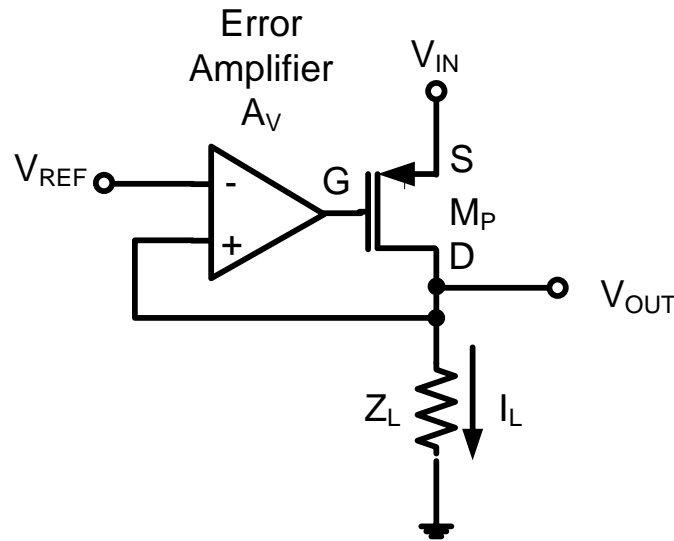 Error
Amplifier
A_V
V_IN
V_REF
-
+
G
S
M_P
D
V_OUT
Z_L
I_L